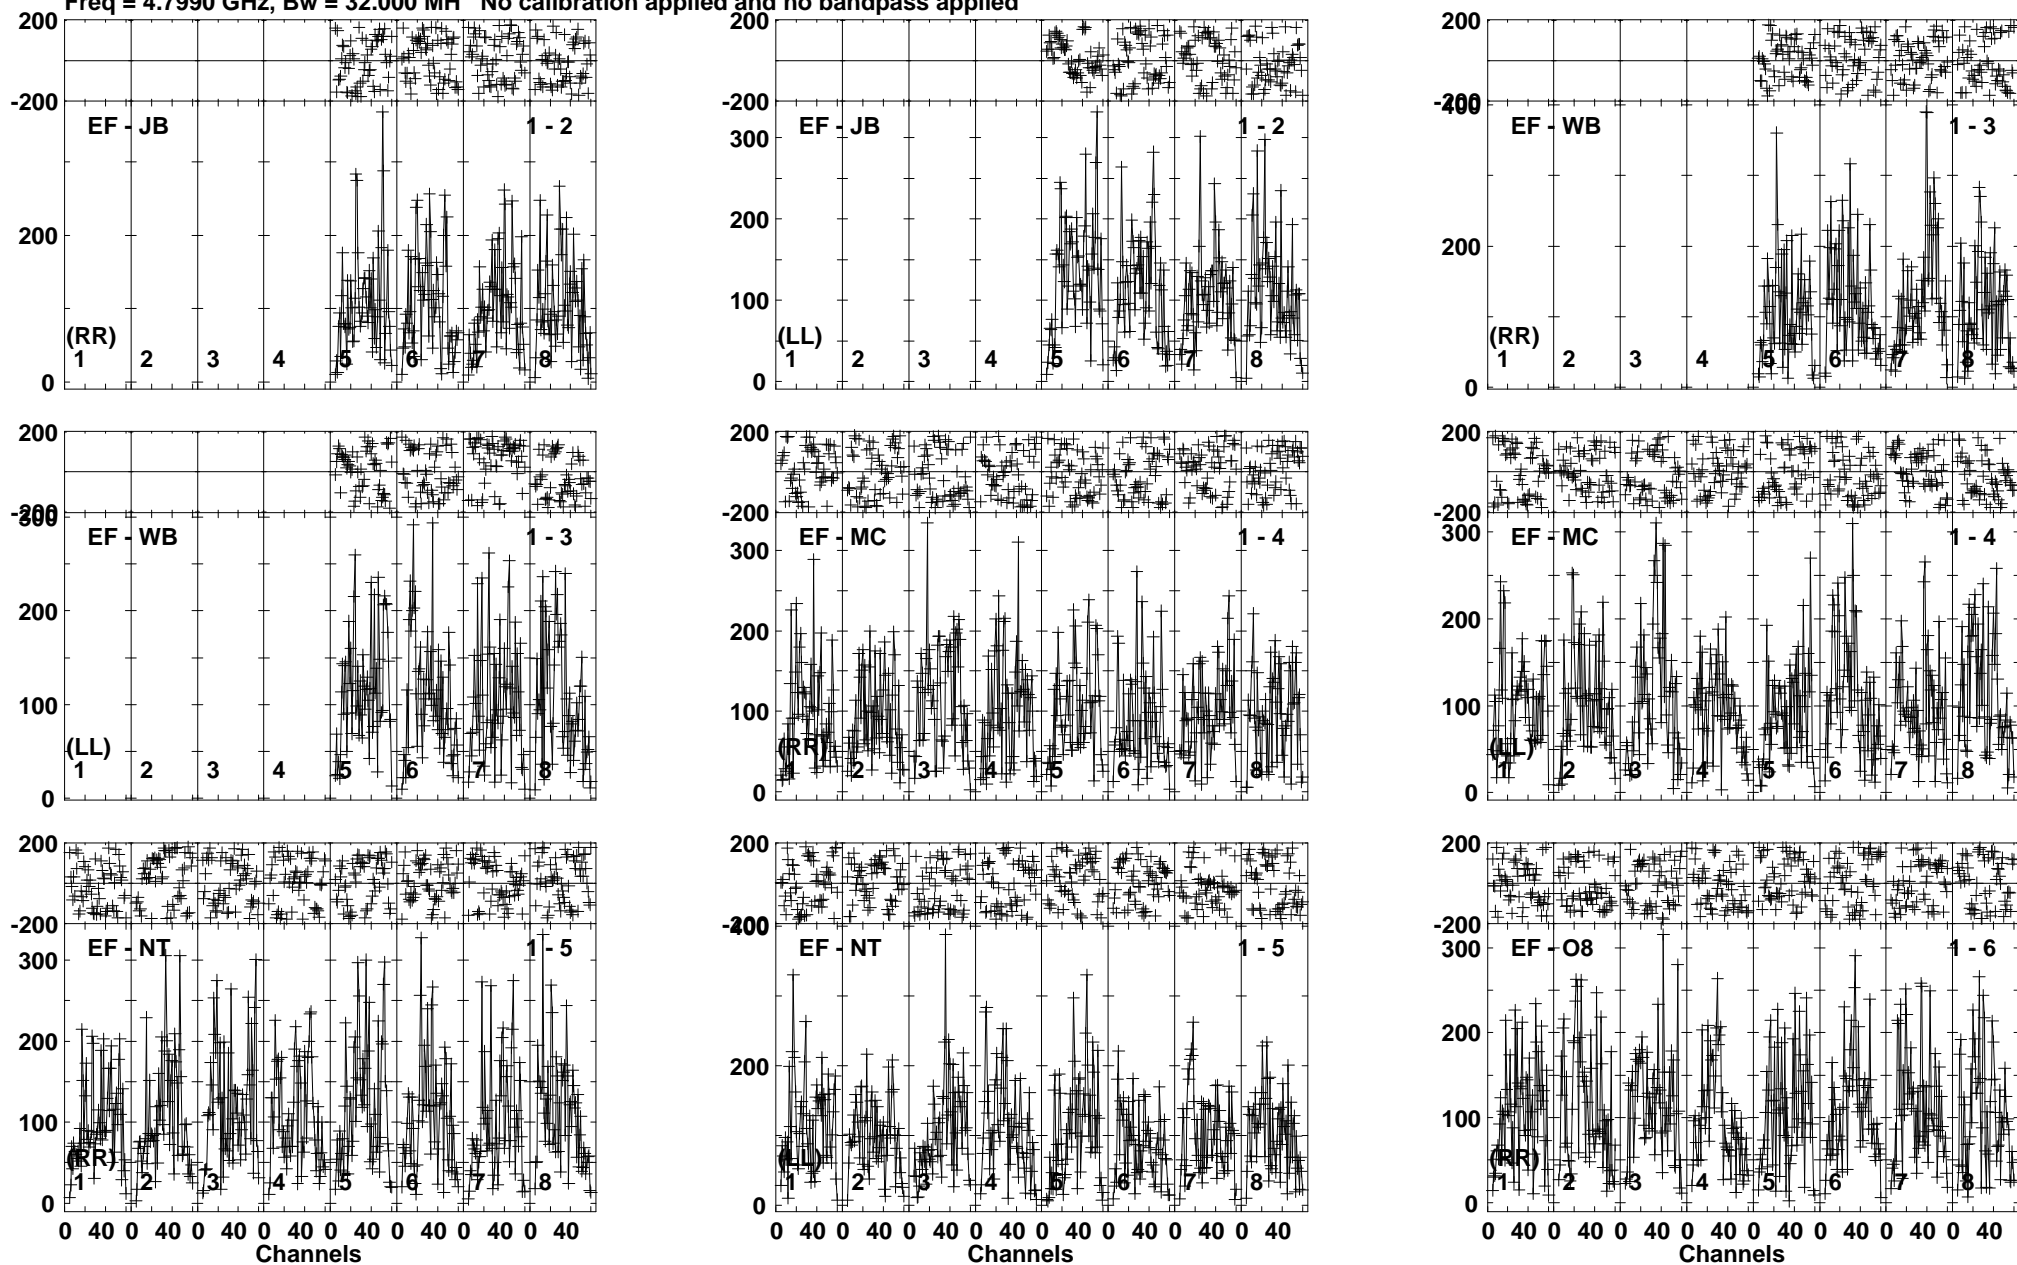 Freq = 4.7990 GHz, Bw = 32.000 MH No calibration applied and no bandpass applied
200 200 200
-200 -200 -200
400
EF - JB 1 - 2 EF - JB 1 - 2 EF - WB 1 - 3
300
200 200 200
100
(RR) (LL) (RR)
1 2 3 4 5 6 7 8 1 2 3 4 5 6 7 8 1 2 3 4 5 6 7 8
0 0 0
200 200 200
-200 -200 -200
300
EF - WB 1 - 3 EF - MC 1 - 4 EF - MC 1 - 4
300 300
200 200 200
100 100 100
(LL) (RR) (LL)
1 2 3 4 5 6 7 8 1 2 3 4 5 6 7 8 1 2 3 4 5 6 7 8
0 0 0
200 200 200
-200 -200 -200
400
EF - NT 1 - 5 EF - NT 1 - 5 EF - O8 1 - 6
300 300
200 200 200
100 100
(RR) (LL) (RR)
1 2 3 4 5 6 7 8 1 2 3 4 5 6 7 8 1 2 3 4 5 6 7 8
0 0 0
0 40 0 40 0 40 0 40 0 40 0 40 0 40 0 40 0 40 0 40 0 40 0 40 0 40 0 40 0 40 0 40 0 40 0 40 0 40 0 40 0 40 0 40 0 40 0 40
Channels Channels Channels